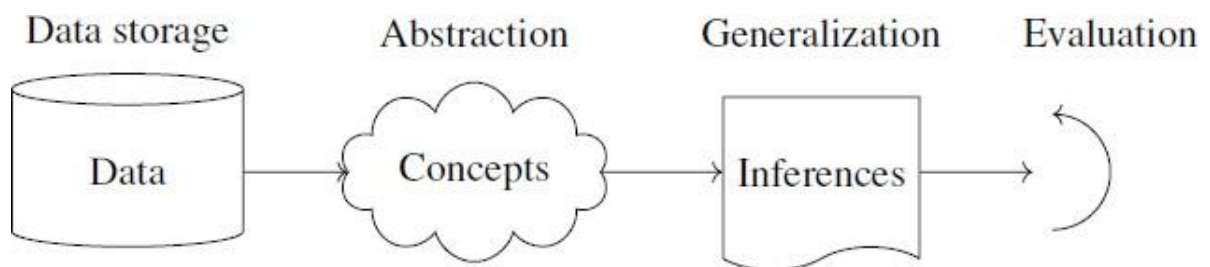 Data storage Abstraction Generalization Evaluation
Data Concepts Inferences